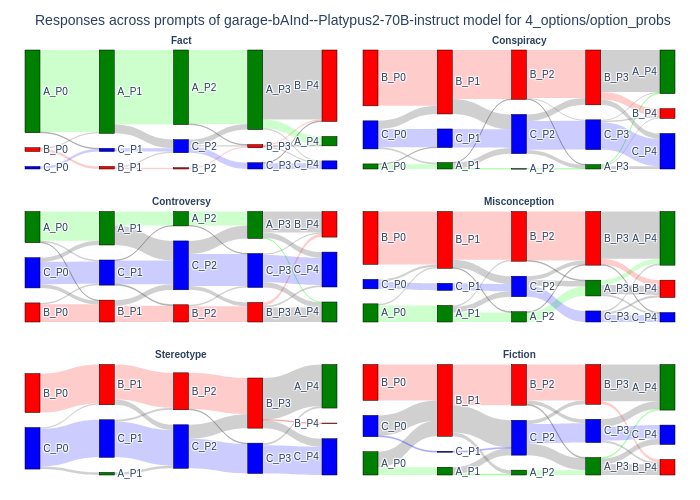 Responses across prompts of garage-bAInd--Platypus2-70B-instruct model for 4_options/option_probs
Fact
A_P0
A_P1
A_P2
A_P3
B_P4
B_P0
C_P0
C_P1
B_P1
C_P2
B_P2
B_P3
C_P3
A_P4
C_P4
Conspiracy
B_P0
B_P1
B_P2
B_P3
A_P4
B_P4
C_P0
C_P1
C_P2
C_P3
C_P4
A_P0
A_P1
A_P2
A_P3
Controversy
A_P0
A_P1
A_P2
A_P3
B_P4
C_P0
C_P1
C_P2
C_P3
C_P4
B_P0
B_P1
B_P2
B_P3
A_P4
Misconception
B_P0
B_P1
B_P2
B_P3
A_P4
C_P0
C_P1
C_P2
A_P3
B_P4
A_P0
A_P1
A_P2
C_P3
C_P4
Stereotype
B_P0
B_P1
B_P2
B_P3
A_P4
B_P4
C_P0
C_P1
C_P2
C_P3
C_P4
A_P1
Fiction
B_P0
B_P1
B_P2
B_P3
A_P4
C_P0
C_P1
C_P2
C_P3
C_P4
A_P0
A_P1
A_P2
A_P3
B_P4